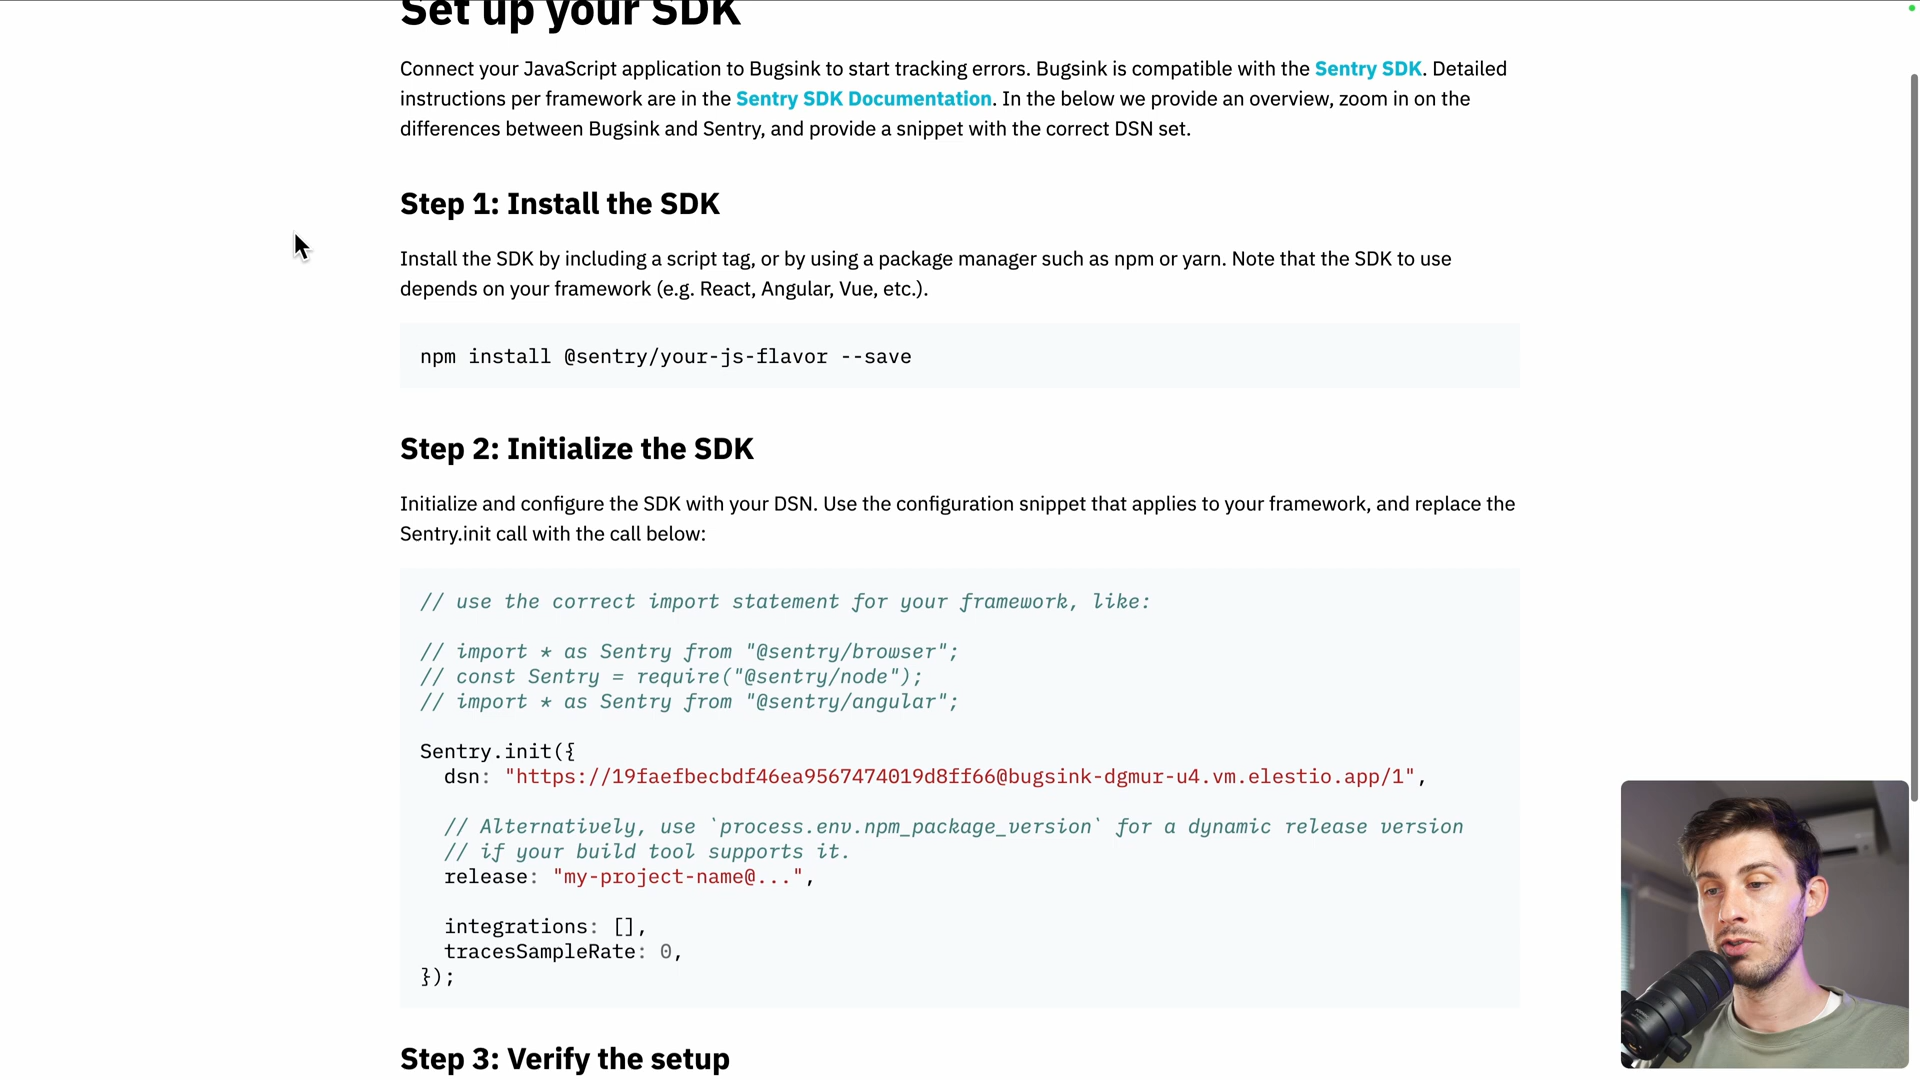 Set up your SDK
Connect your JavaScript application to Bugsink to start tracking errors. Bugsink is compatible with the Sentry SDK. Detailed
instructions per framework are in the Sentry SDK Documentation. In the below we provide an overview, zoom in on the
differences between Bugsink and Sentry, and provide a snippet with the correct DSN set.
Step 1: Install the SDK
Install the SDK by including a script tag, or by using a package manager such as npm or yarn. Note that the SDK to use
depends on your framework (e.g. React, Angular, Vue, etc.).
npm install @sentry/your-js-flavor --save
Step 2: Initialize the SDK
Initialize and configure the SDK with your DSN. Use the configuration snippet that applies to your framework, and replace the
Sentry.init call with the call below:
// use the correct import statement for your framework, like:
// import * as Sentry from "@sentry/browser";
// const Sentry = require("@sentry/node");
// import * as Sentry from "@sentry/angular";
Sentry.init({
dsn: "https://19faefbecbdf46ea9567474019d8ff66@bugsink-dgmur-u4.vm.elestio.app/1",
// Alternatively, use `process.env.npm_package_version` for a dynamic release version
// if your build tool supports it.
release: "my-project-name@...",
integrations: [],
tracesSampleRate: 0,
});
Step 3: Verify the setup